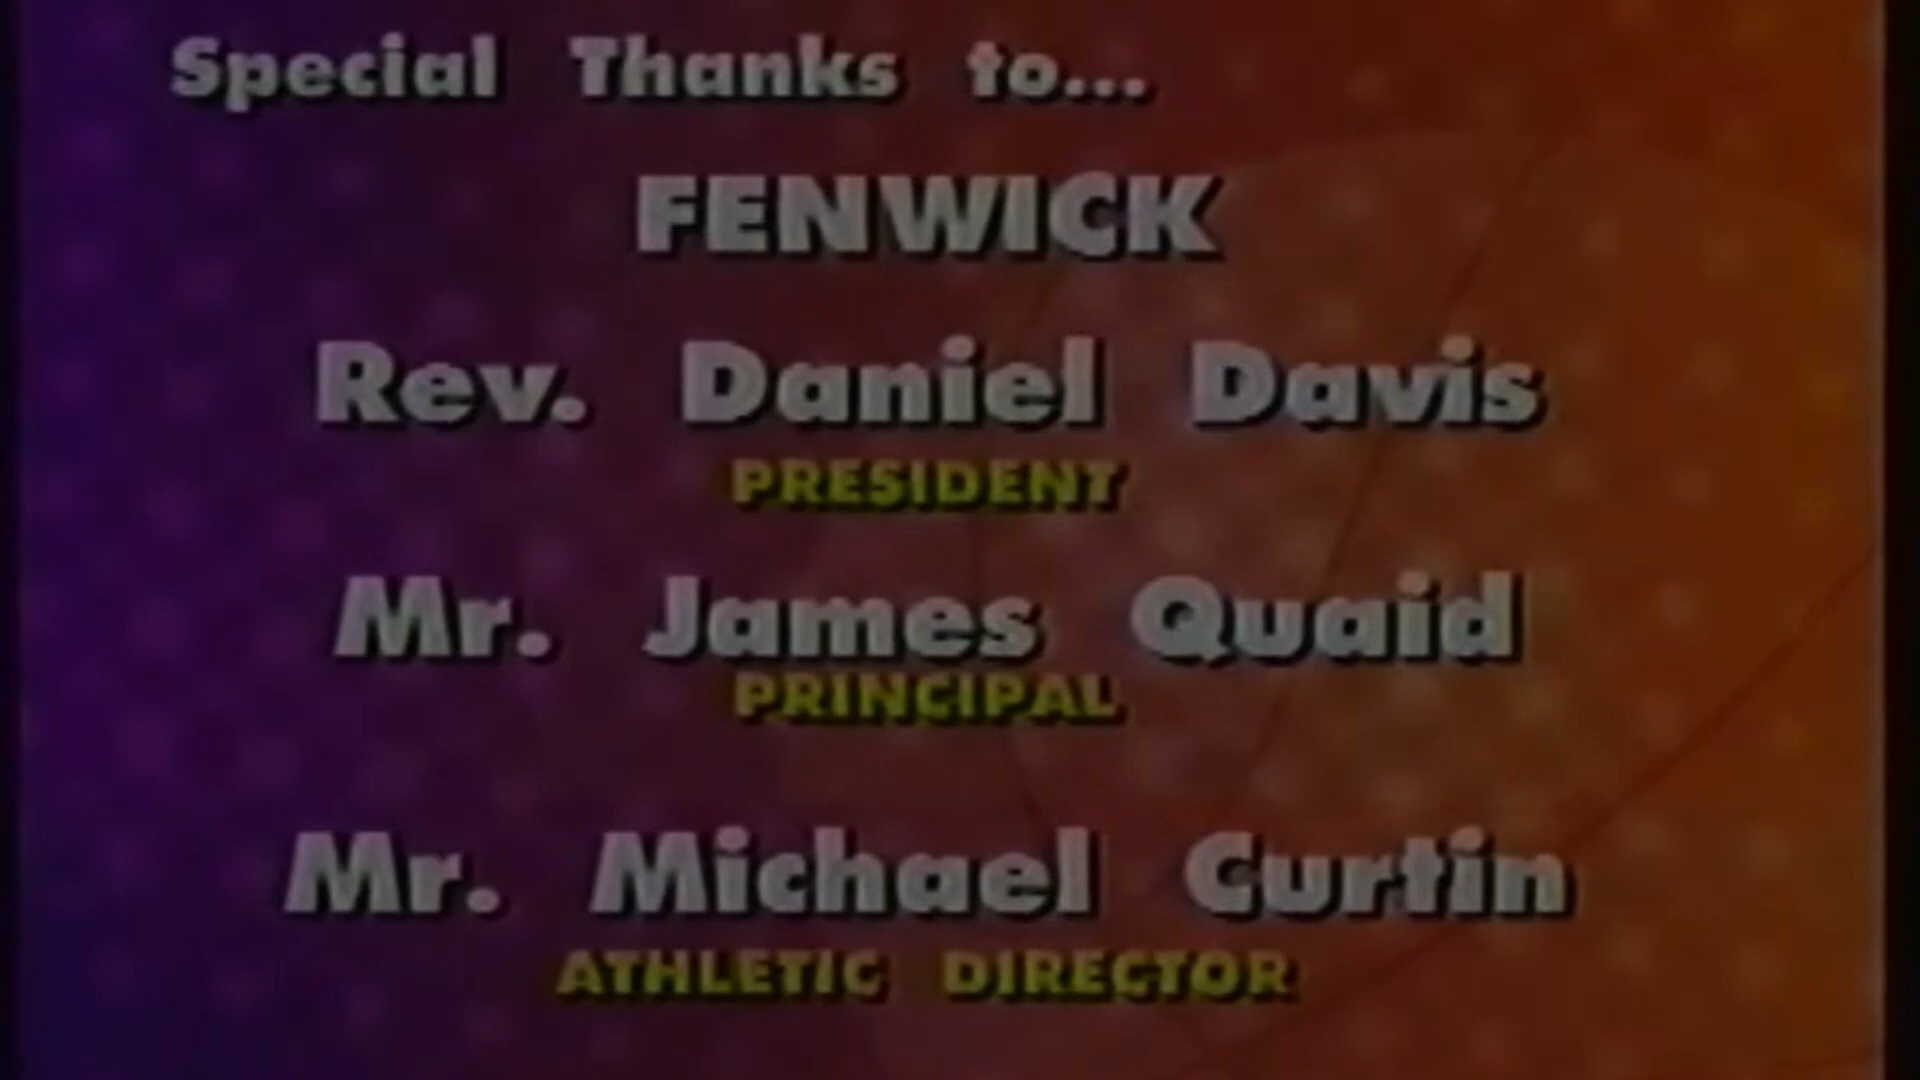 Special Thanks to...
FENWICK
Rev. Daniel Davis
PRESIDENT
Mr. James Quaid
PRINCIPAL
Mr. Michael Curtin
ATHLETIC DIRECTOR